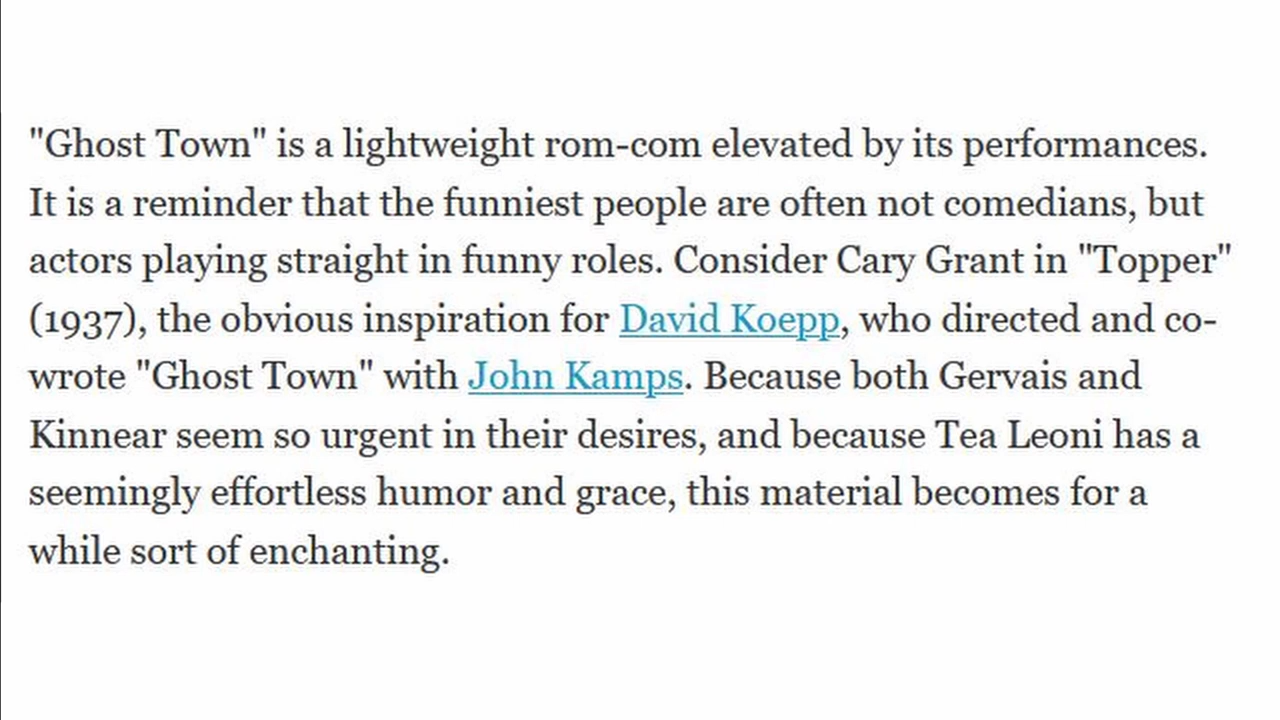 "Ghost Town" is a lightweight rom-com elevated by its performances.
It is a reminder that the funniest people are often not comedians, but
actors playing straight in funny roles. Consider Cary Grant in "Topper"
(1937), the obvious inspiration for David Koepp, who directed and co-
wrote "Ghost Town" with John Kamps. Because both Gervais and
Kinnear seem so urgent in their desires, and because Tea Leoni has a
seemingly effortless humor and grace, this material becomes for a
while sort of enchanting.